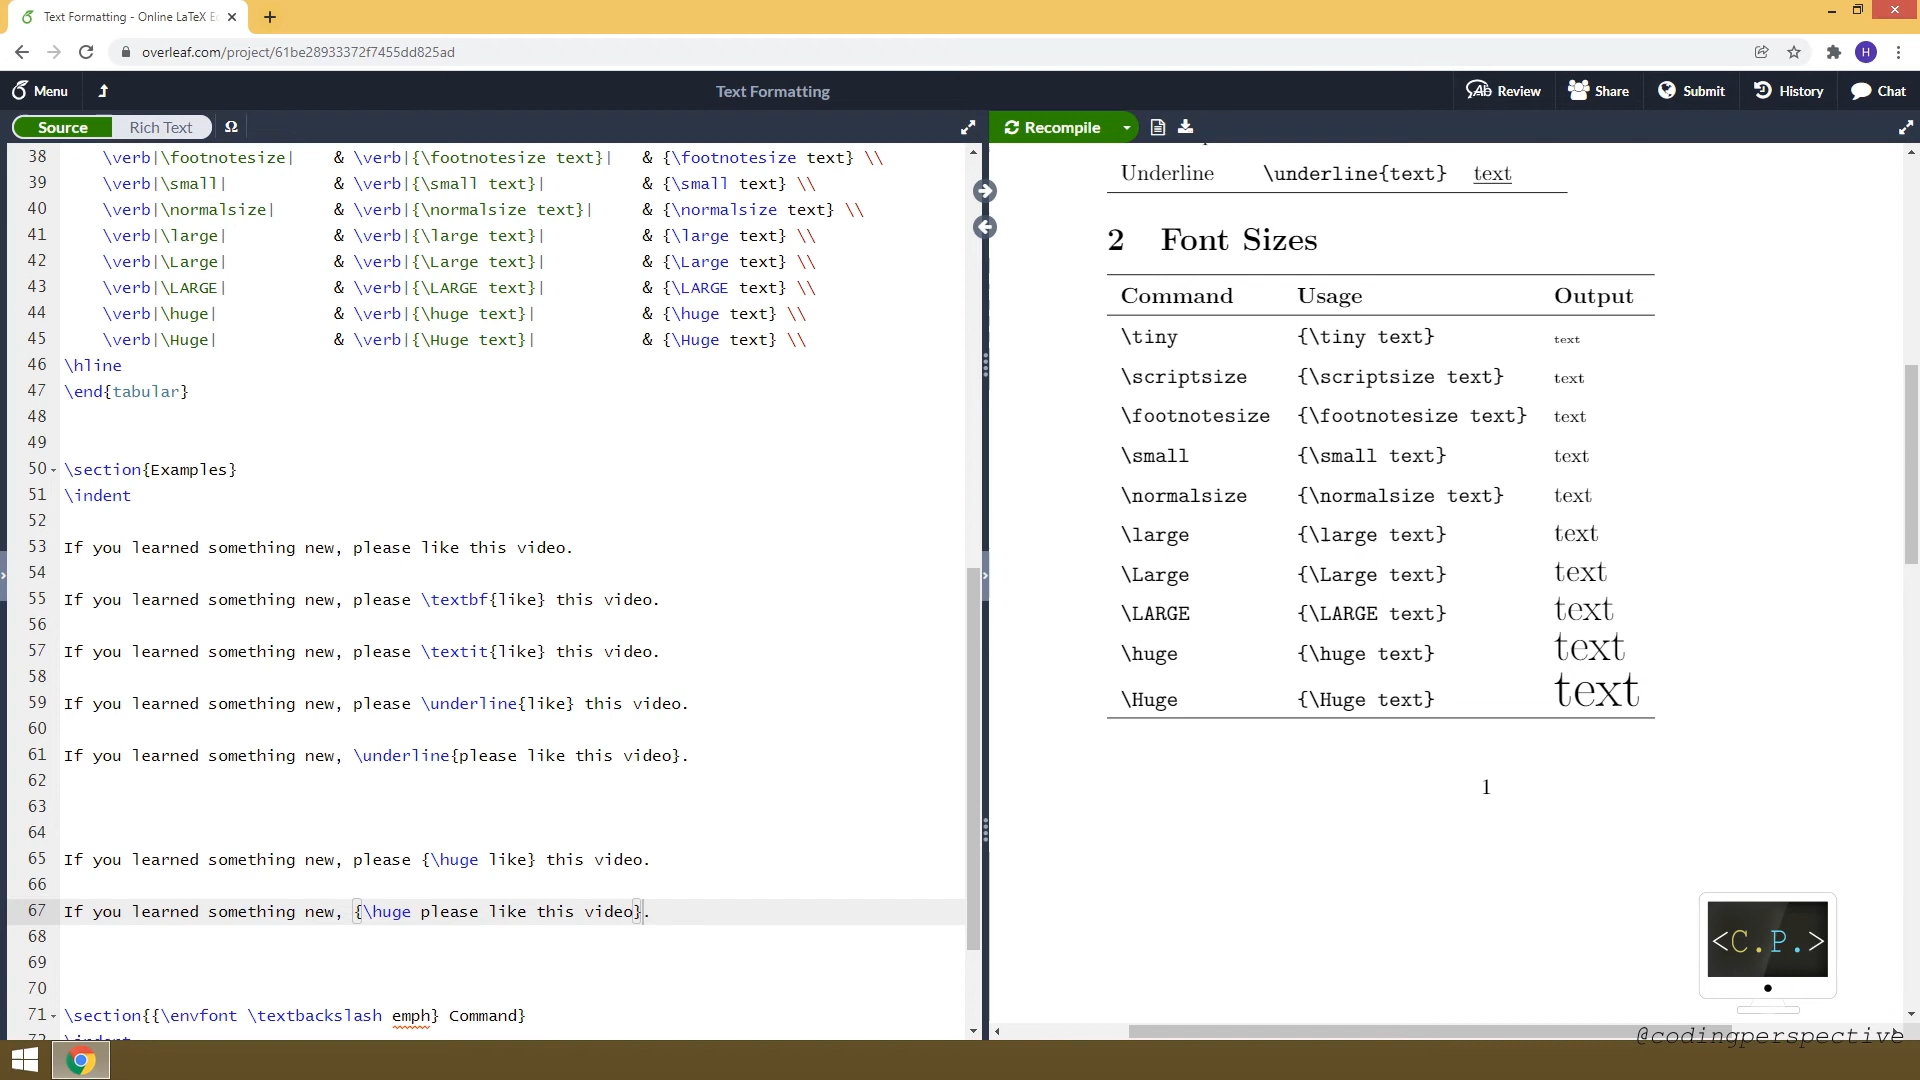 Text Formatting - Online LaTeX E
overleaf.com/project/61be28933372f7455dd825ad
H
Menu
Text Formatting
Review
Share
Submit
History
Chat
Source
Rich Text
Ω
Recompile
38 \verb|\footnotesize| & \verb|{\footnotesize text}| & {\footnotesize text} \\
39 \verb|\small| & \verb|{\small text}| & {\small text} \\
40 \verb|\normalsize| & \verb|{\normalsize text}| & {\normalsize text} \\
41 \verb|\large| & \verb|{\large text}| & {\large text} \\
42 \verb|\Large| & \verb|{\Large text}| & {\Large text} \\
43 \verb|\LARGE| & \verb|{\LARGE text}| & {\LARGE text} \\
44 \verb|\huge| & \verb|{\huge text}| & {\huge text} \\
45 \verb|\Huge| & \verb|{\Huge text}| & {\Huge text} \\
46 \hline
47 \end{tabular}
48
49
50 \section{Examples}
51 \indent
52
53 If you learned something new, please like this video.
54
55 If you learned something new, please \textbf{like} this video.
56
57 If you learned something new, please \textit{like} this video.
58
59 If you learned something new, please \underline{like} this video.
60
61 If you learned something new, \underline{please like this video}.
62
63
64
65 If you learned something new, please {\huge like} this video.
66
67 If you learned something new, {\huge please like this video}.
68
69
70
71 \section{{\envfont \textbackslash emph} Command}
72 \indent
Underline \underline{text} text
2 Font Sizes
Command Usage Output
\tiny {\tiny text} text
\scriptsize {\scriptsize text} text
\footnotesize {\footnotesize text} text
\small {\small text} text
\normalsize {\normalsize text} text
\large {\large text} text
\Large {\Large text} text
\LARGE {\LARGE text} text
\huge {\huge text} text
\Huge {\Huge text} text
1
<C.P.>
@codingperspective